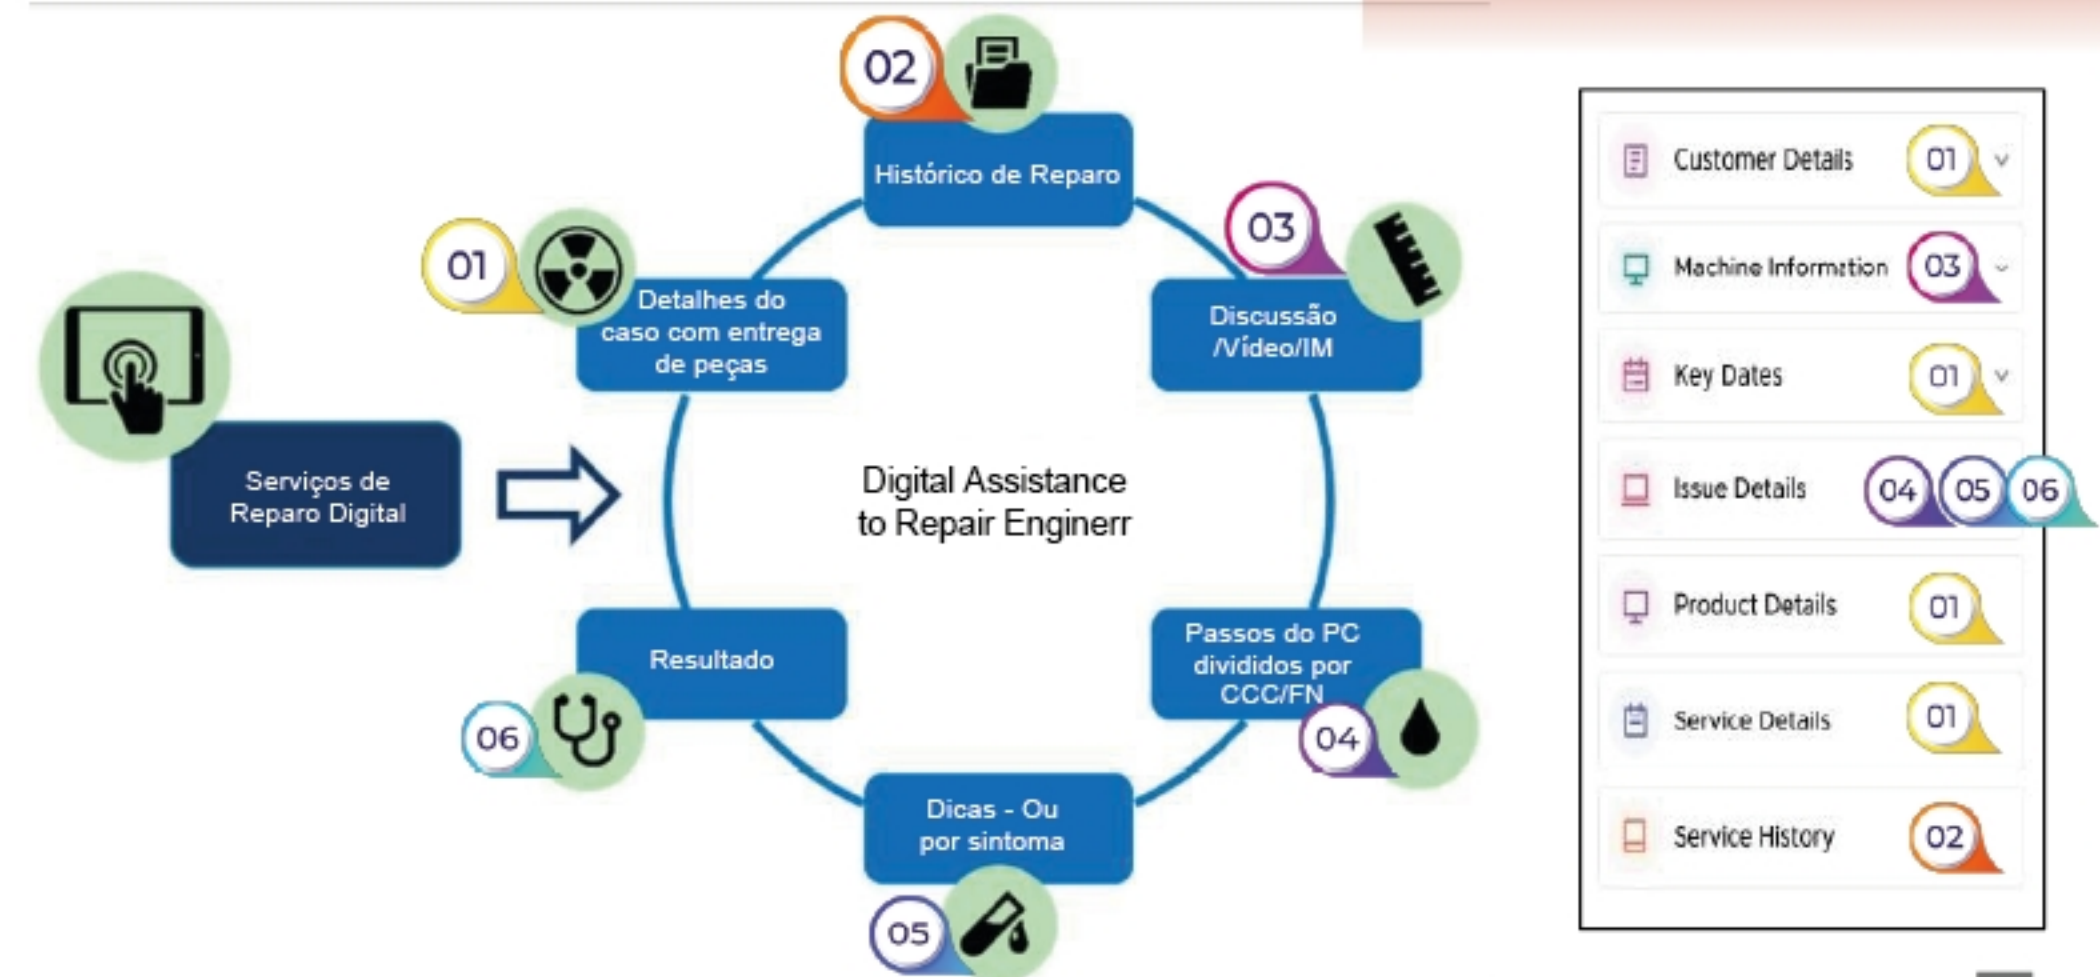 02
Histórico de Reparo
01
Detalhes do
caso com entrega
de peças
03
Discussão
/Vídeo/IM
Serviços de
Reparo Digital
Digital Assistance
to Repair Enginerr
Resultado
06
Passos do PC
divididos por
CCC/FN
04
Dicas - Ou
por sintoma
05
Customer Details 01
Machine Information 03
Key Dates 01
Issue Details 04 05 06
Product Details 01
Service Details 01
Service History 02